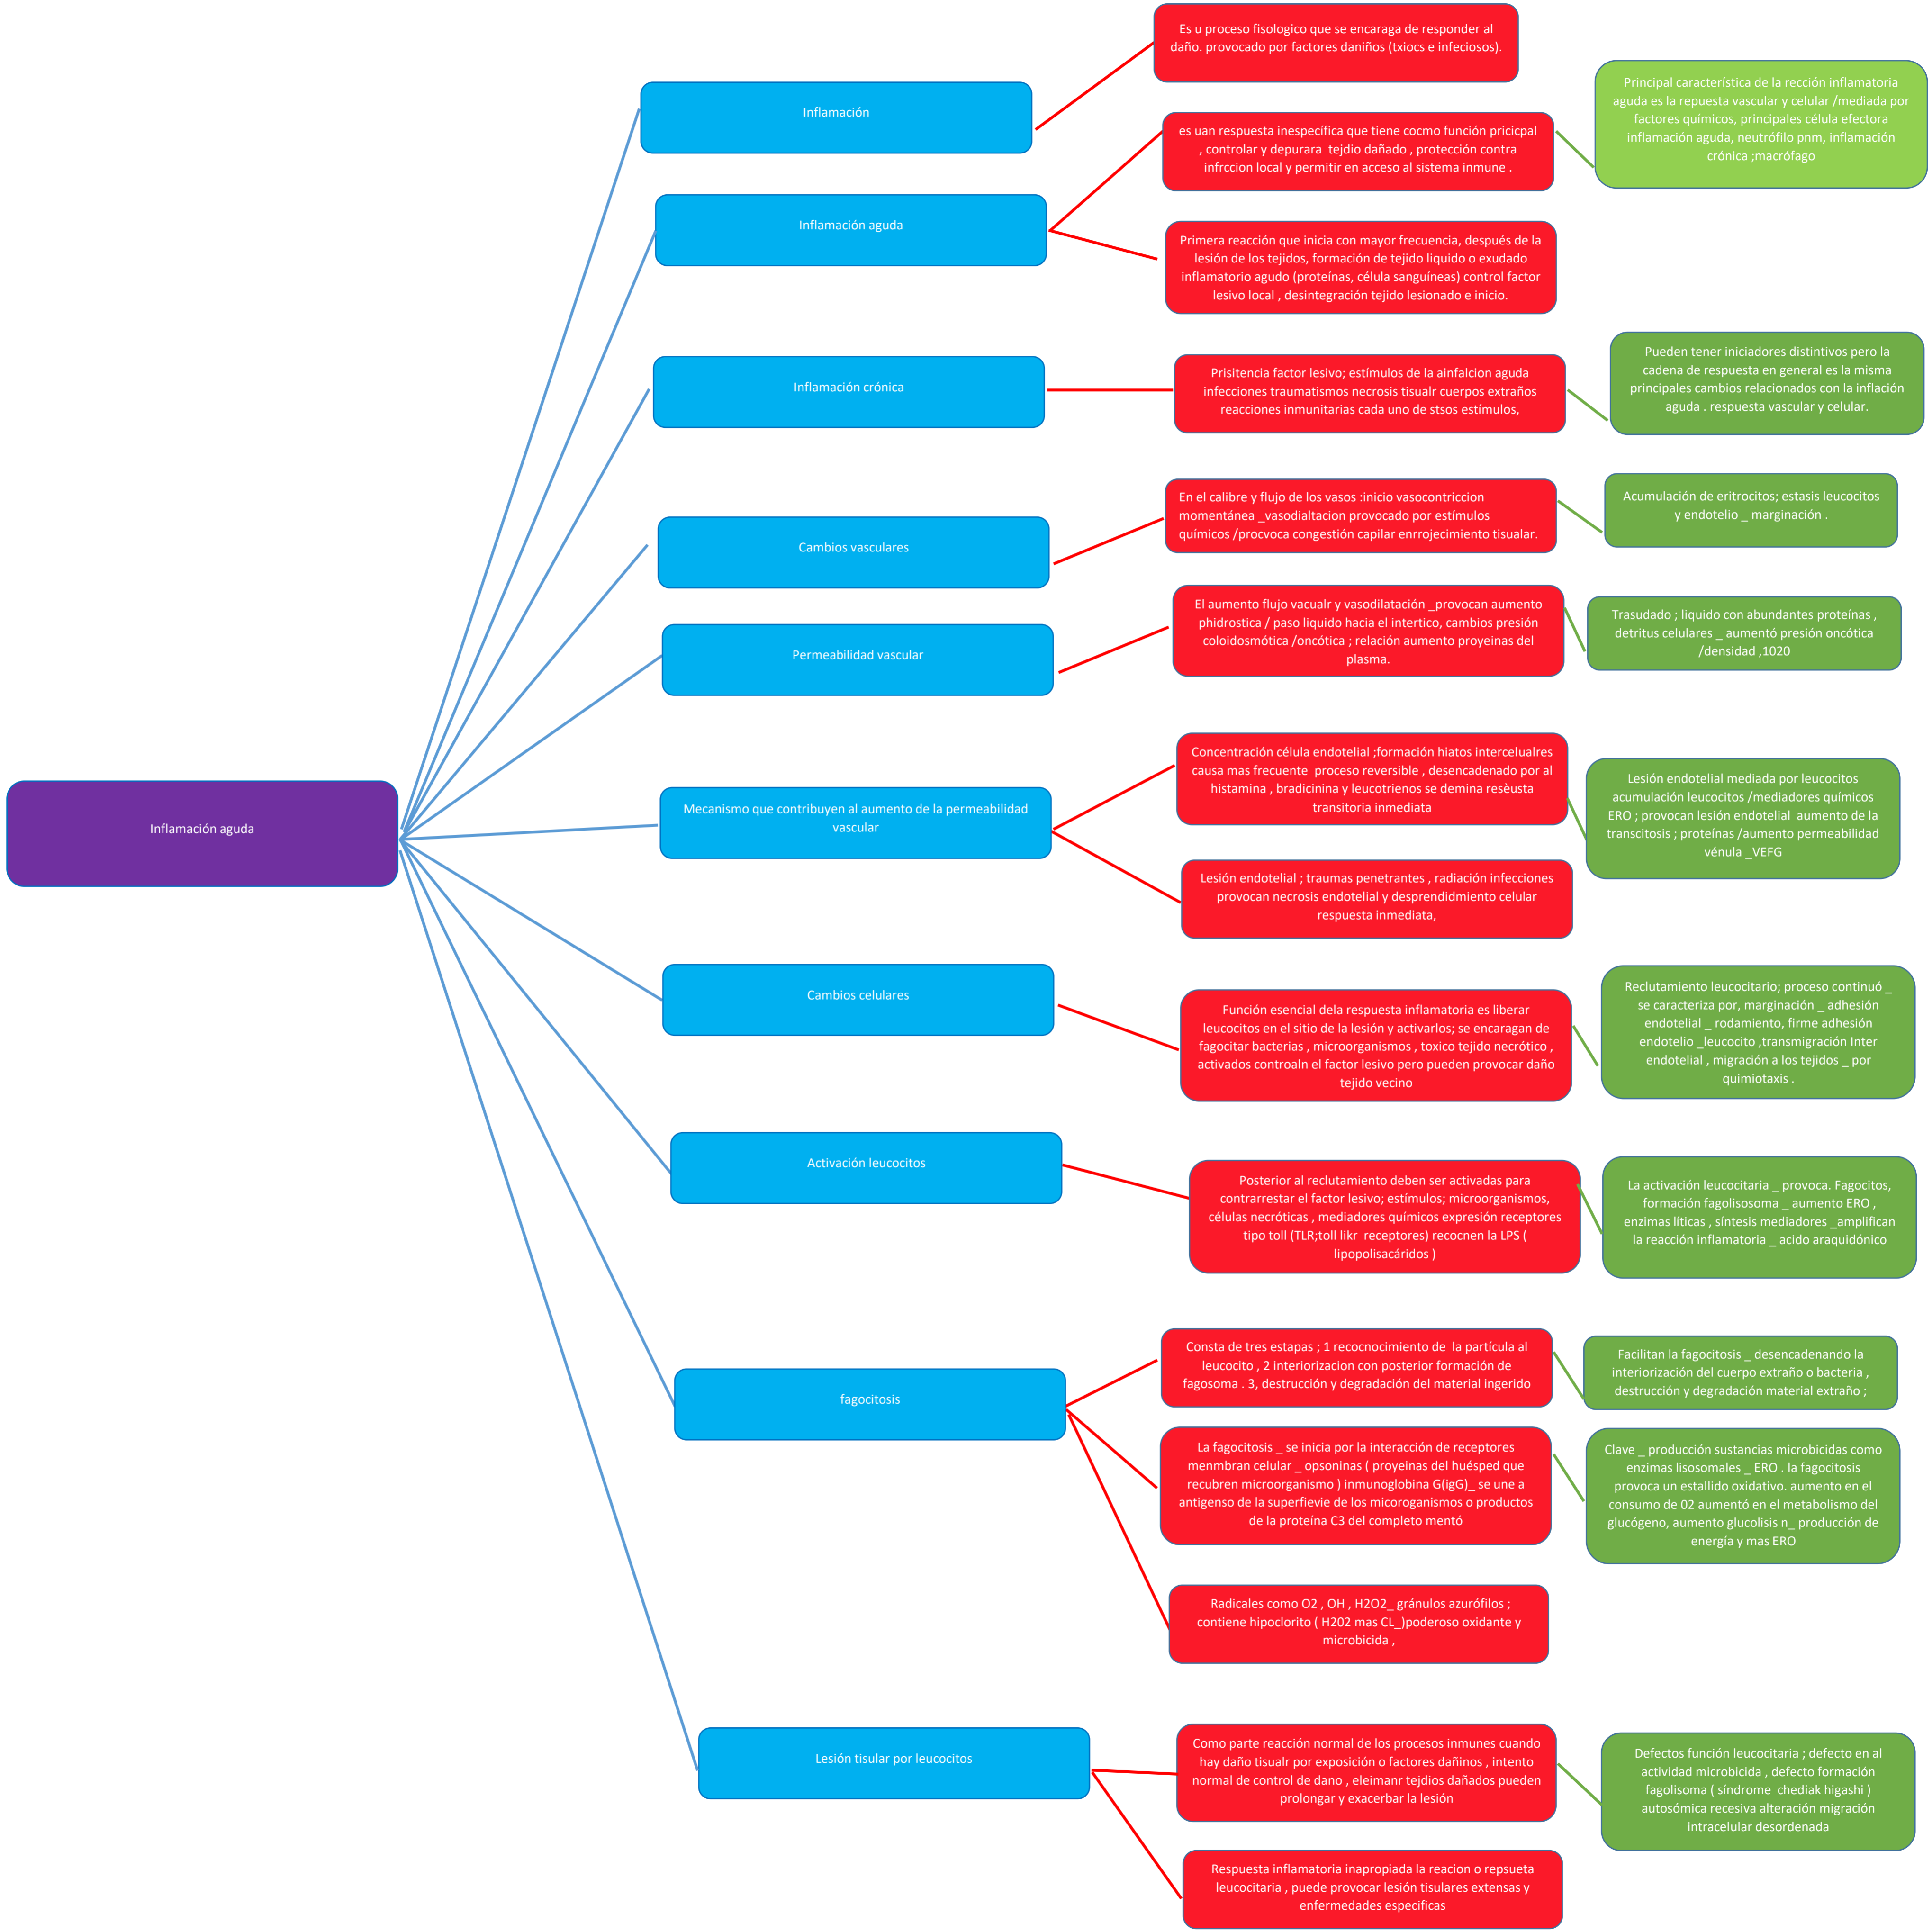 Inflamación aguda
Inflamación
Es u proceso fisologico que se encaraga de responder al
daño. provocado por factores daniños (txiocs e infeciosos).
Inflamación aguda
es uan respuesta inespecífica que tiene cocmo función pricicpal
, controlar y depurara tejdio dañado , protección contra
infrccion local y permitir en acceso al sistema inmune .
Principal característica de la rección inflamatoria
aguda es la repuesta vascular y celular /mediada por
factores químicos, principales célula efectora
inflamación aguda, neutrófilo pnm, inflamación
crónica ;macrófago
Primera reacción que inicia con mayor frecuencia, después de la
lesión de los tejidos, formación de tejido liquido o exudado
inflamatorio agudo (proteínas, célula sanguíneas) control factor
lesivo local , desintegración tejido lesionado e inicio.
Inflamación crónica
Prisitencia factor lesivo; estímulos de la ainfalcion aguda
infecciones traumatismos necrosis tisualr cuerpos extraños
reacciones inmunitarias cada uno de stsos estímulos,
Pueden tener iniciadores distintivos pero la
cadena de respuesta en general es la misma
principales cambios relacionados con la inflación
aguda . respuesta vascular y celular.
Cambios vasculares
En el calibre y flujo de los vasos :inicio vasocontriccion
momentánea _vasodialtacion provocado por estímulos
químicos /procvoca congestión capilar enrrojecimiento tisualar.
Acumulación de eritrocitos; estasis leucocitos
y endotelio _ marginación .
Permeabilidad vascular
El aumento flujo vacualr y vasodilatación _provocan aumento
phidrostica / paso liquido hacia el intertico, cambios presión
coloidosmótica /oncótica ; relación aumento proyeinas del
plasma.
Trasudado ; liquido con abundantes proteínas ,
detritus celulares _ aumentó presión oncótica
/densidad ,1020
Mecanismo que contribuyen al aumento de la permeabilidad
vascular
Concentración célula endotelial ;formación hiatos intercelualres
causa mas frecuente proceso reversible , desencadenado por al
histamina , bradicinina y leucotrienos se demina resèusta
transitoria inmediata
Lesión endotelial mediada por leucocitos
acumulación leucocitos /mediadores químicos
ERO ; provocan lesión endotelial aumento de la
transcitosis ; proteínas /aumento permeabilidad
vénula _VEFG
Lesión endotelial ; traumas penetrantes , radiación infecciones
provocan necrosis endotelial y desprendidmiento celular
respuesta inmediata,
Cambios celulares
Función esencial dela respuesta inflamatoria es liberar
leucocitos en el sitio de la lesión y activarlos; se encaragan de
fagocitar bacterias , microorganismos , toxico tejido necrótico ,
activados controaln el factor lesivo pero pueden provocar daño
tejido vecino
Reclutamiento leucocitario; proceso continuó _
se caracteriza por, marginación _ adhesión
endotelial _ rodamiento, firme adhesión
endotelio _leucocito ,transmigración Inter
endotelial , migración a los tejidos _ por
quimiotaxis .
Activación leucocitos
Posterior al reclutamiento deben ser activadas para
contrarrestar el factor lesivo; estímulos; microorganismos,
células necróticas , mediadores químicos expresión receptores
tipo toll (TLR;toll likr receptores) recocnen la LPS (
lipopolisacáridos )
La activación leucocitaria _ provoca. Fagocitos,
formación fagolisosoma _ aumento ERO ,
enzimas líticas , síntesis mediadores _amplifican
la reacción inflamatoria _ acido araquidónico
fagocitosis
Consta de tres estapas ; 1 recocnocimiento de la partícula al
leucocito , 2 interiorizacion con posterior formación de
fagosoma . 3, destrucción y degradación del material ingerido
Facilitan la fagocitosis _ desencadenando la
interiorización del cuerpo extraño o bacteria ,
destrucción y degradación material extraño ;
La fagocitosis _ se inicia por la interacción de receptores
menmbran celular _ opsoninas ( proyeinas del huésped que
recubren microorganismo ) inmunoglobina G(igG)_ se une a
antigenso de la superfievie de los micoroganismos o productos
de la proteína C3 del completo mentó
Clave _ producción sustancias microbicidas como
enzimas lisosomales _ ERO . la fagocitosis
provoca un estallido oxidativo. aumento en el
consumo de 02 aumentó en el metabolismo del
glucógeno, aumento glucolisis n_ producción de
energía y mas ERO
Radicales como O2 , OH , H2O2_ gránulos azurófilos ;
contiene hipoclorito ( H202 mas CL_)poderoso oxidante y
microbicida ,
Lesión tisular por leucocitos
Como parte reacción normal de los procesos inmunes cuando
hay daño tisualr por exposición o factores dañinos , intento
normal de control de dano , eleimanr tejdios dañados pueden
prolongar y exacerbar la lesión
Defectos función leucocitaria ; defecto en al
actividad microbicida , defecto formación
fagolisoma ( síndrome chediak higashi )
autosómica recesiva alteración migración
intracelular desordenada
Respuesta inflamatoria inapropiada la reacion o repsueta
leucocitaria , puede provocar lesión tisulares extensas y
enfermedades especificas